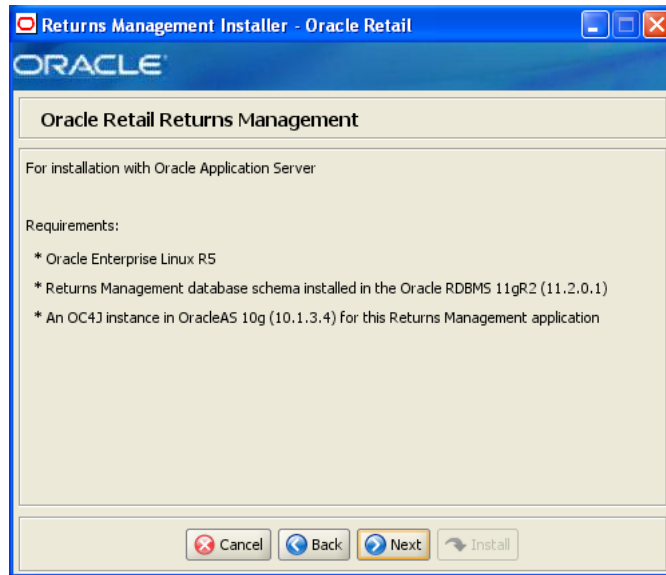 Returns Management Installer - Oracle Retail
ORACLE
Oracle Retail Returns Management
For installation with Oracle Application Server
Requirements:
* Oracle Enterprise Linux R5
* Returns Management database schema installed in the Oracle RDBMS 11gR2 (11.2.0.1)
* An OC4J instance in OracleAS 10g (10.1.3.4) for this Returns Management application
Cancel Back Next Install